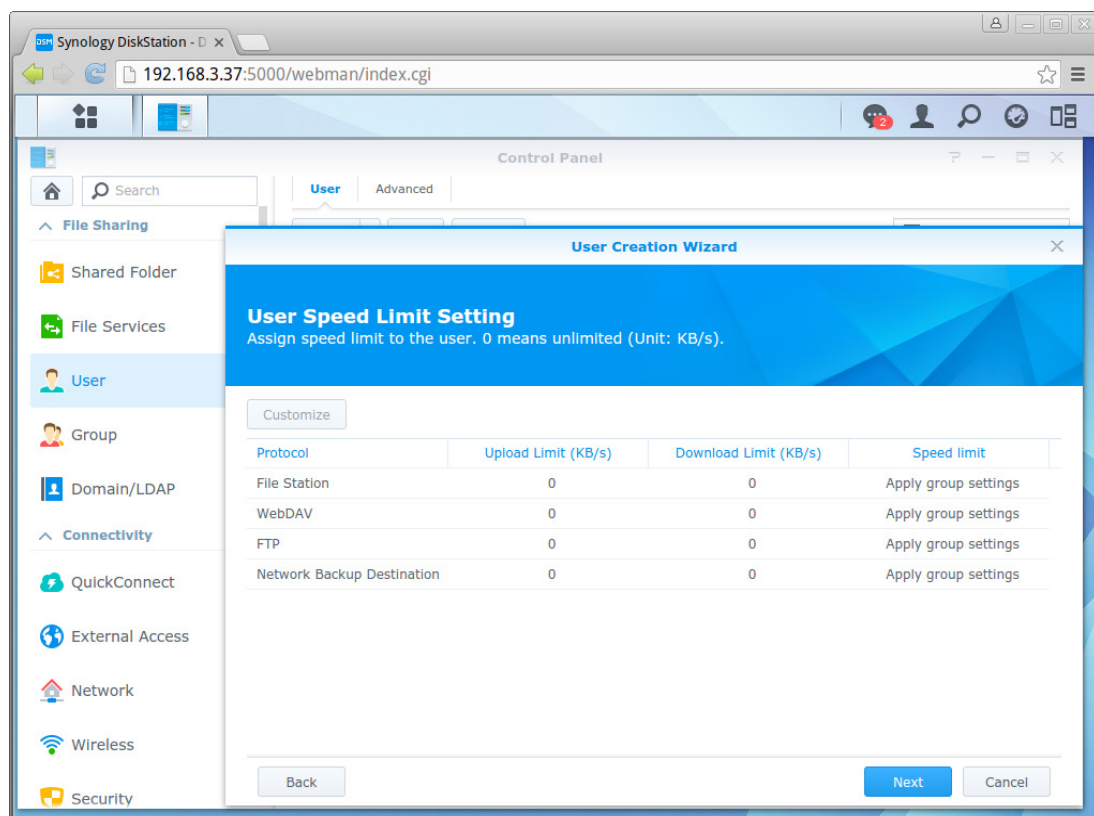 DSM Synology DiskStation - D
192.168.3.37:5000/webman/index.cgi
2
Control Panel
Search
User Advanced
File Sharing
Shared Folder
File Services
User
Group
Domain/LDAP
Connectivity
QuickConnect
External Access
Network
Wireless
Security
User Creation Wizard
User Speed Limit Setting
Assign speed limit to the user. 0 means unlimited (Unit: KB/s).
Customize
Protocol Upload Limit (KB/s) Download Limit (KB/s) Speed limit
File Station 0 0 Apply group settings
WebDAV 0 0 Apply group settings
FTP 0 0 Apply group settings
Network Backup Destination 0 0 Apply group settings
Back Next Cancel